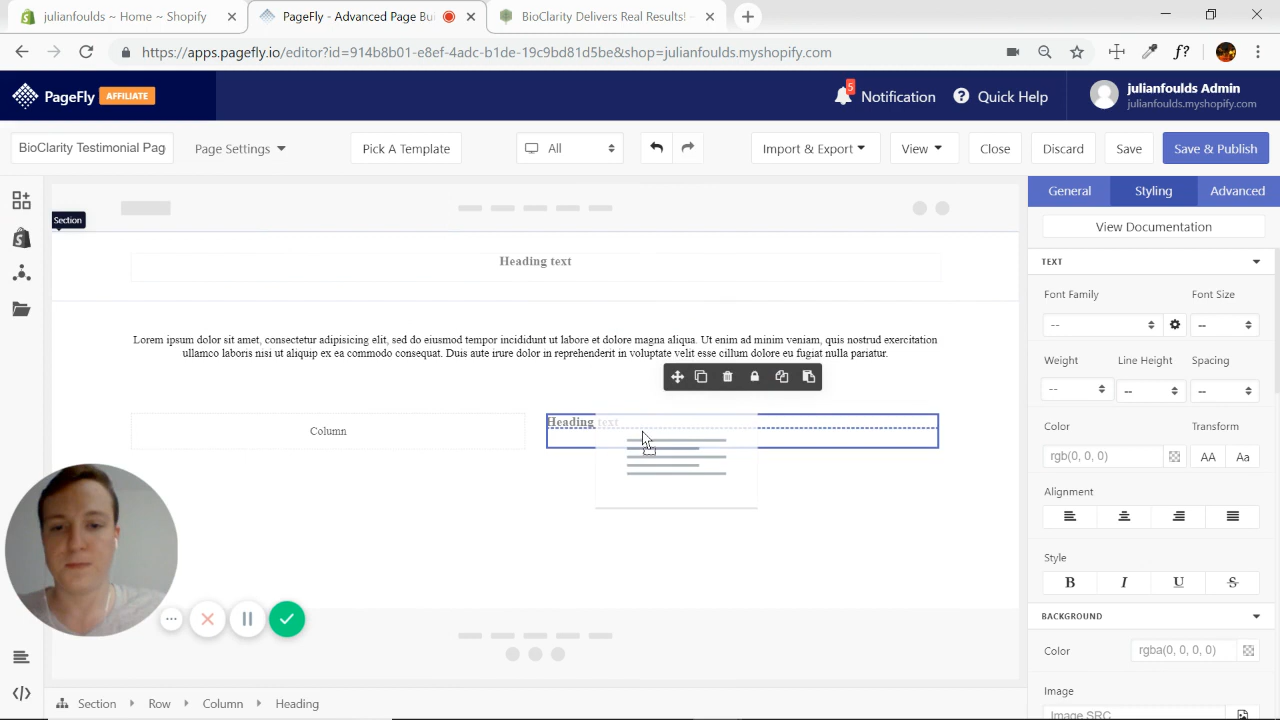 julianfoulds ~ Home ~ Shopify
PageFly - Advanced Page Bu
BioClarity Delivers Real Results! -
https://apps.pagefly.io/editor?id=914b8b01-e8ef-4adc-b1de-19c9bd81d5be&shop=julianfoulds.myshopify.com
f?
PageFly AFFILIATE
5 Notification
Quick Help
julianfoulds Admin
julianfoulds.myshopify.com
BioClarity Testimonial Pag
Page Settings
Pick A Template
All
Import & Export
View
Close
Discard
Save
Save & Publish
General Styling Advanced
View Documentation
Section
Heading text
TEXT
Font Family Font Size
-- --
Lorem ipsum dolor sit amet, consectetur adipisicing elit, sed do eiusmod tempor incididunt ut labore et dolore magna aliqua. Ut enim ad minim veniam, quis nostrud exercitation
ullamco laboris nisi ut aliquip ex ea commodo consequat. Duis aute irure dolor in reprehenderit in voluptate velit esse cillum dolore eu fugiat nulla pariatur.
Weight Line Height Spacing
-- -- --
Column
Heading text
Color Transform
rgb(0, 0, 0) AA Aa
Alignment
Style
B I U S
BACKGROUND
Color rgba(0, 0, 0, 0)
Image
Image SRC
Section Row Column Heading